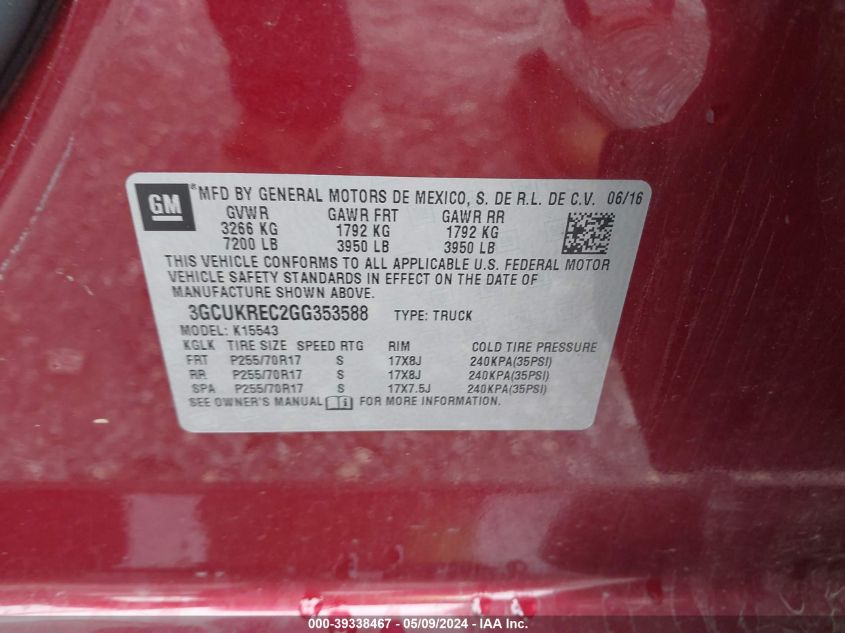 GM ® MFD BY GENERAL MOTORS DE MEXICO, S. DE R.L. DE C.V. 06/16
GVWR GAWR FRT GAWR RR
3266 KG 1792 KG 1792 KG
7200 LB 3950 LB 3950 LB
THIS VEHICLE CONFORMS TO ALL APPLICABLE U.S. FEDERAL MOTOR
VEHICLE SAFETY STANDARDS IN EFFECT ON THE DATE OF
MANUFACTURE SHOWN ABOVE.
3GCUKREC2GG353588 TYPE: TRUCK
MODEL: K15543
KGLK TIRE SIZE SPEED RTG RIM COLD TIRE PRESSURE
FRT P255/70R17 S 17X8J 240KPA(35PSI)
RR P255/70R17 S 17X8J 240KPA(35PSI)
SPA P255/70R17 S 17X7.5J 240KPA(35PSI)
SEE OWNER'S MANUAL FOR MORE INFORMATION.
000-39338467 - 05/09/2024 - IAA Inc.